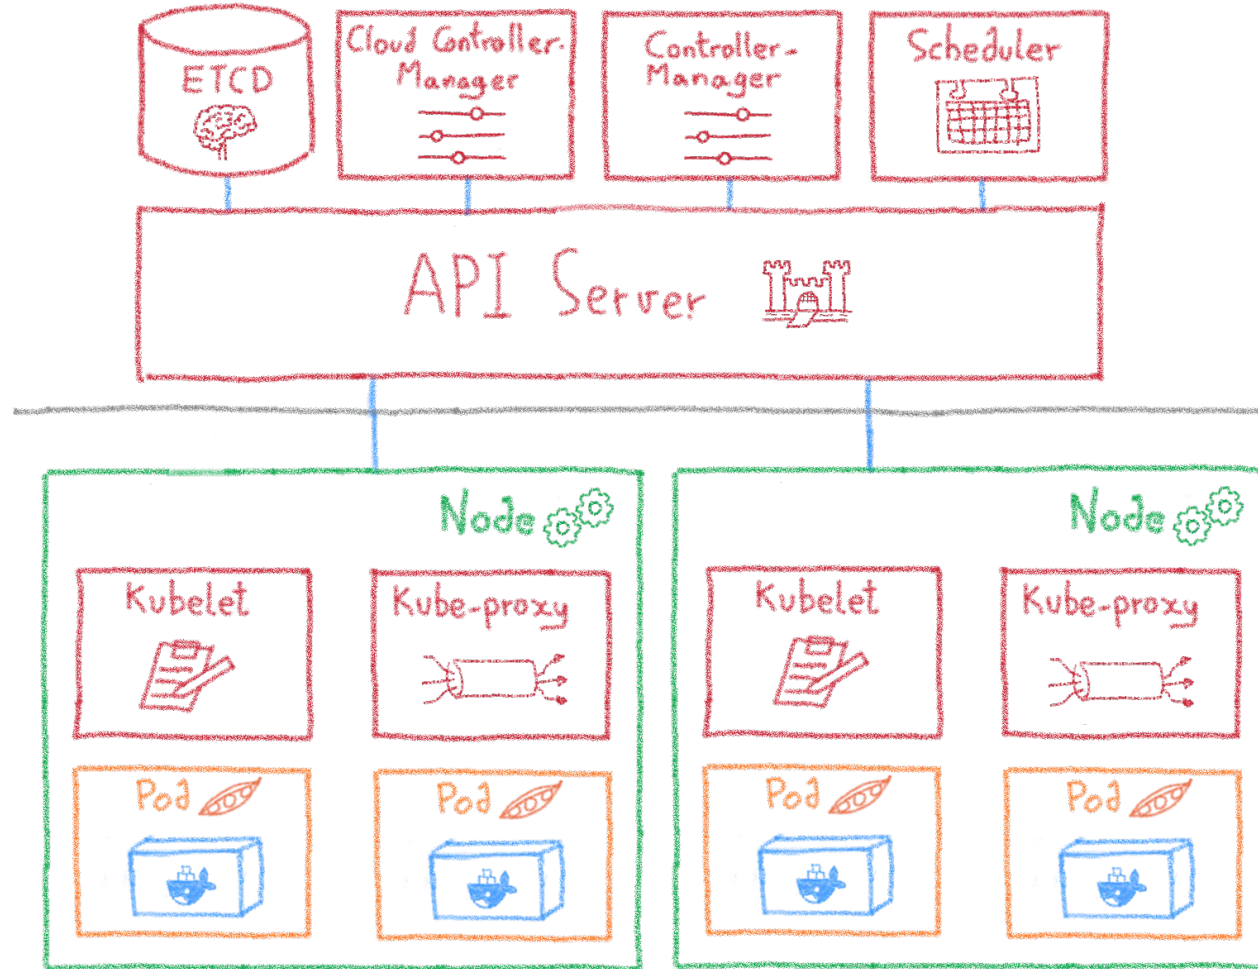 ETCD
Cloud Controller-
Manager
Controller-
Manager
Scheduler
API Server
Node
Kubelet
Kube-proxy
Pod
Pod
Node
Kubelet
Kube-proxy
Pod
Pod